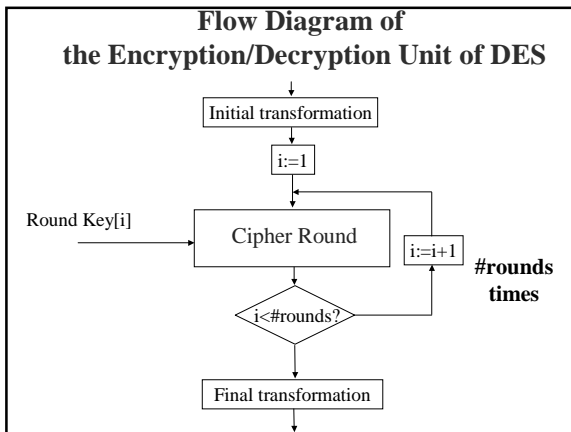 Flow Diagram of
the Encryption/Decryption Unit of DES
Initial transformation
i:=1
Round Key[i]
Cipher Round
i:=i+1
#rounds
times
i<#rounds?
Final transformation